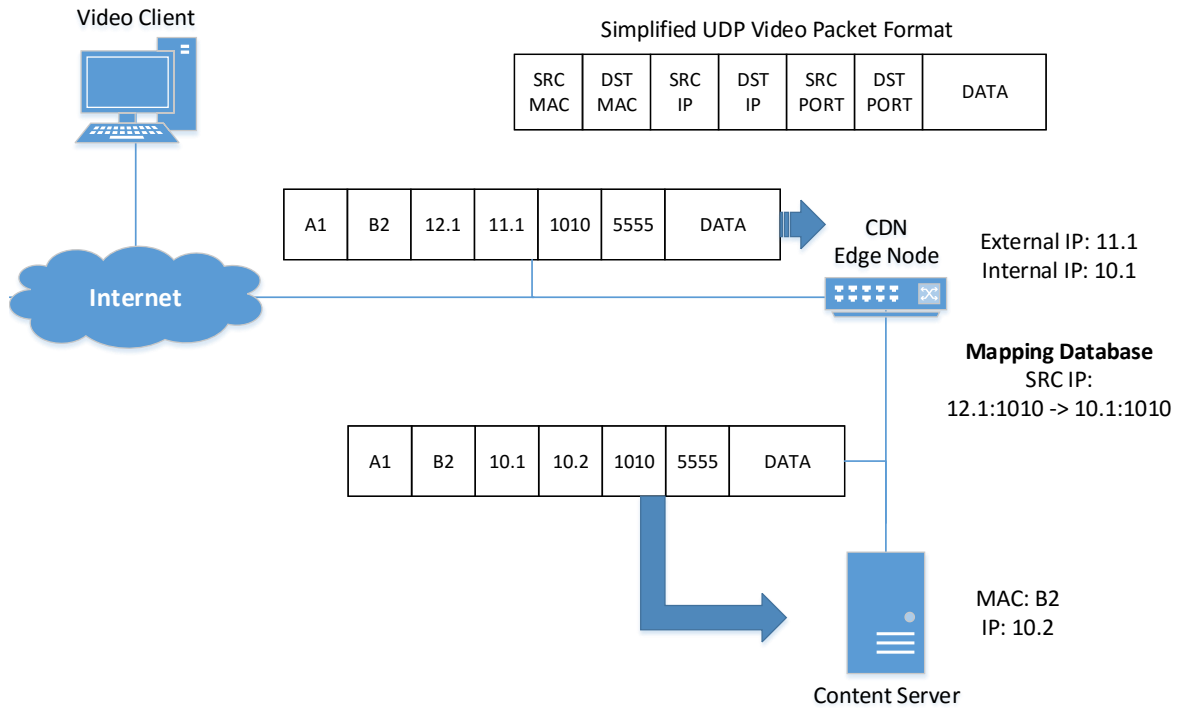 Video Client
Simplified UDP Video Packet Format
SRC MAC DST MAC SRC IP DST IP SRC PORT DST PORT DATA
A1 B2 12.1 11.1 1010 5555 DATA
CDN
Edge Node
External IP: 11.1
Internal IP: 10.1
Internet
Mapping Database
SRC IP:
12.1:1010 -> 10.1:1010
A1 B2 10.1 10.2 1010 5555 DATA
MAC: B2
IP: 10.2
Content Server